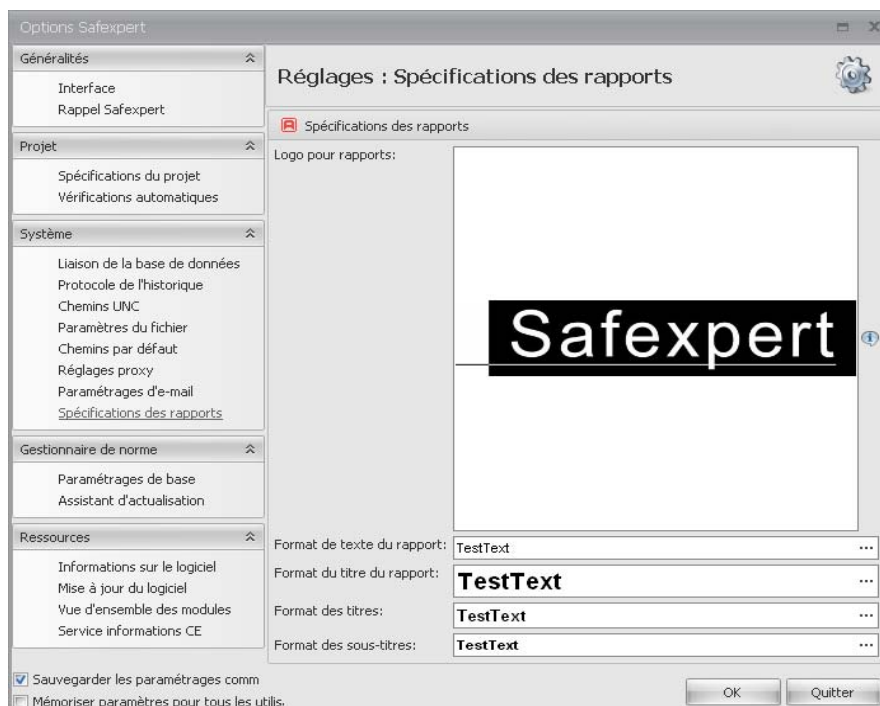 Options Safexpert
Généralités
Interface
Rappel Safexpert
Projet
Spécifications du projet
Vérifications automatiques
Système
Liaison de la base de données
Protocole de l'historique
Chemins UNC
Paramètres du fichier
Chemins par défaut
Réglages proxy
Paramétrages d'e-mail
Spécifications des rapports
Gestionnaire de norme
Paramétrages de base
Assistant d'actualisation
Ressources
Informations sur le logiciel
Mise à jour du logiciel
Vue d'ensemble des modules
Service informations CE
Sauvegarder les paramétrages comm
Mémoriser paramètres pour tous les utilis.
Réglages : Spécifications des rapports
Spécifications des rapports
Logo pour rapports:
Safexpert
Format de texte du rapport: TestText ...
Format du titre du rapport: TestText ...
Format des titres: TestText ...
Format des sous-titres: TestText ...
OK Quitter